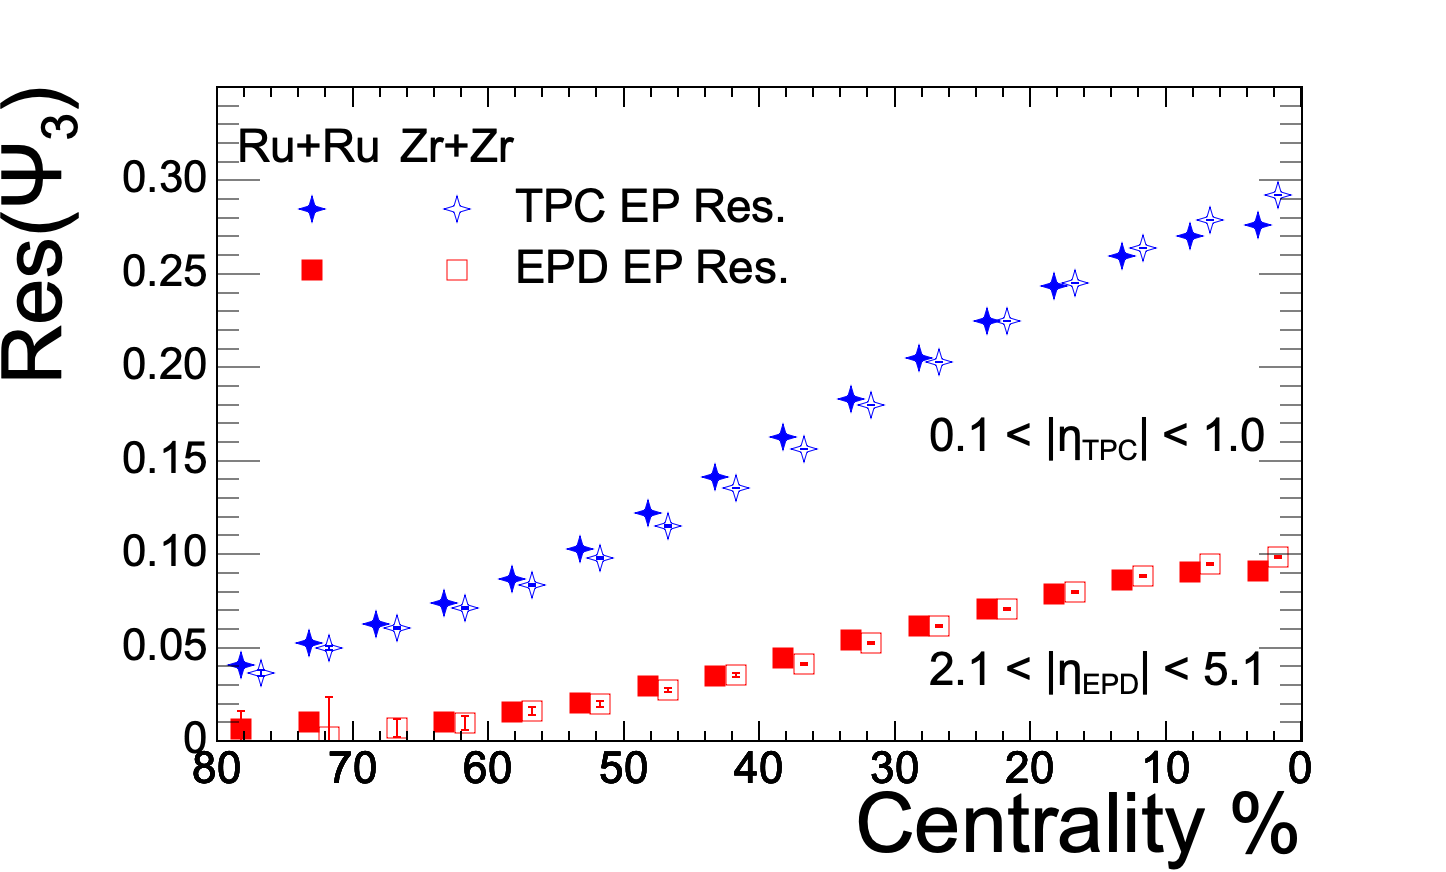 Res(Ψ3)
Ru+Ru Zr+Zr
TPC EP Res.
EPD EP Res.
0.30
0.25
0.20
0.15
0.10
0.05
0
0.1 < |ηTPC| < 1.0
2.1 < |ηEPD| < 5.1
80 70 60 50 40 30 20 10 0
Centrality %